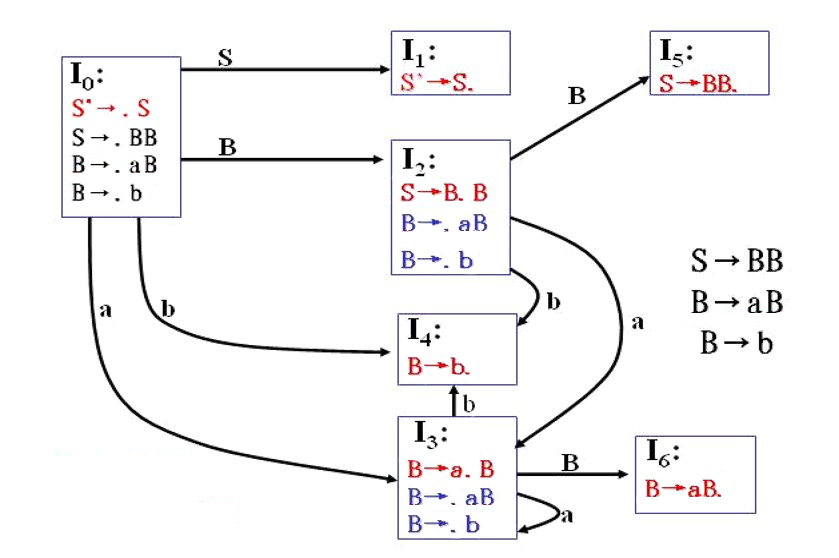 I₀:
S'→. S
S→. BB
B→. aB
B→. b
S
I₁:
S'→S.
B
I₂:
S→B. B
B→. aB
B→. b
B
I₅:
S→BB.
a
b
b
a
I₄:
B→b.
b
I₃:
B→a. B
B→. aB
B→. b
B
a
I₆:
B→aB.
S→BB
B→aB
B→b